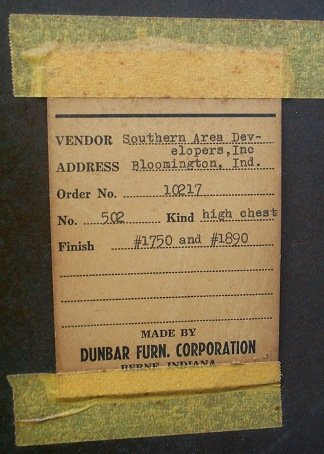 VENDOR Southern Area Dev-
elopers,Inc
ADDRESS Bloomington, Ind.
Order No. 10217
No. 502 Kind high chest
Finish #1750 and #1890
MADE BY
DUNBAR FURN. CORPORATION
BERNE, INDIANA